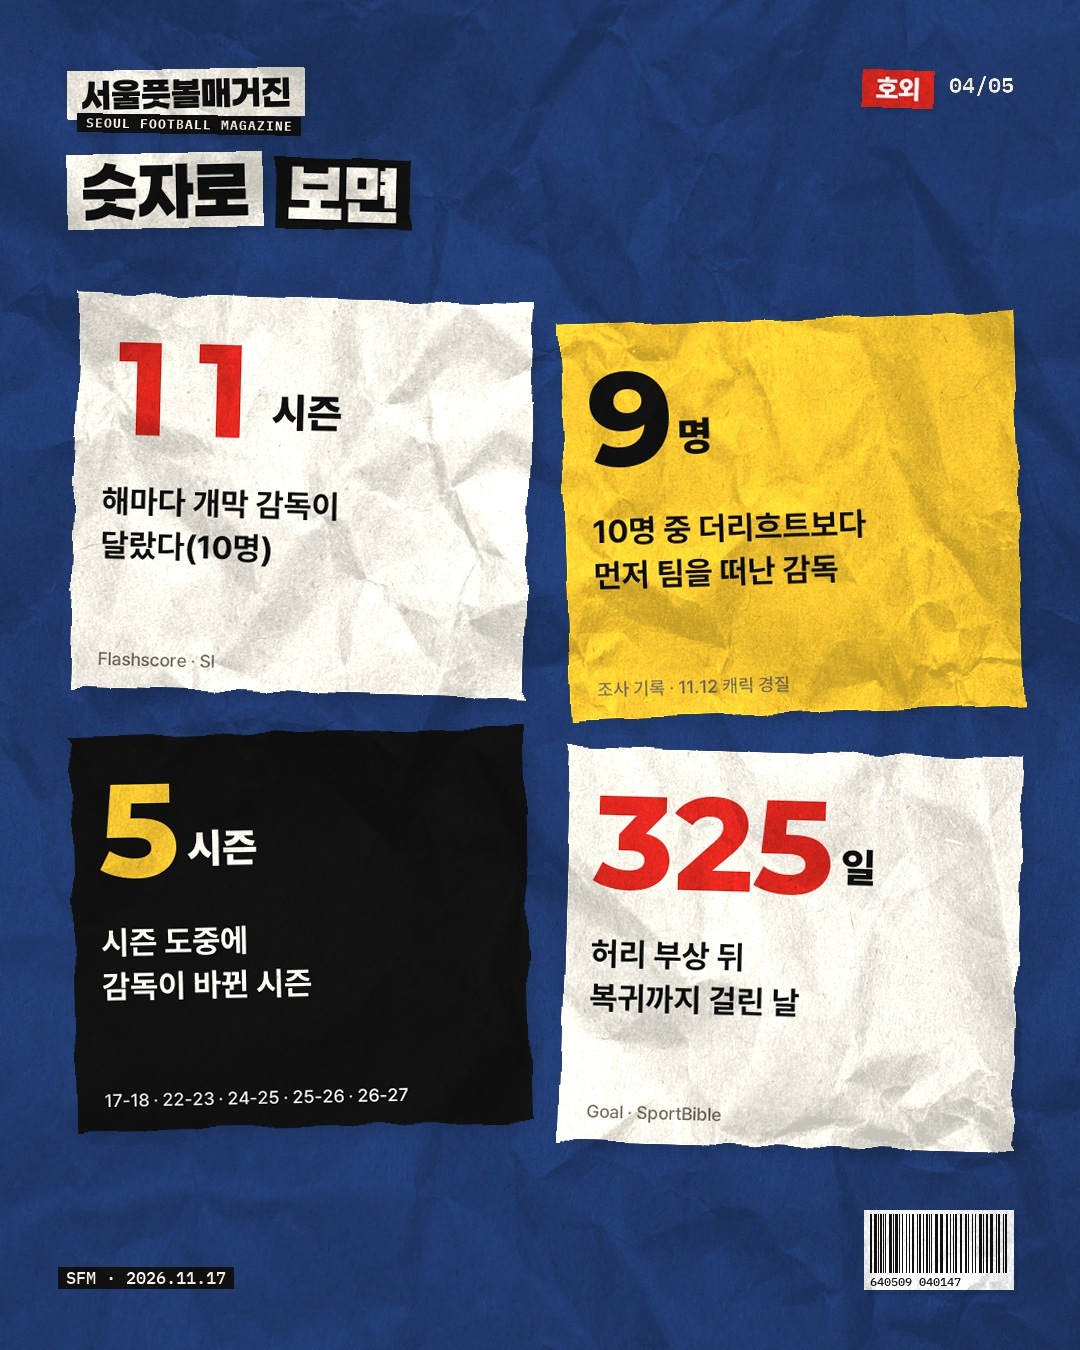 서울풋볼매거진
SEOUL FOOTBALL MAGAZINE
호외 04/05
숫자로 보면
11 시즌
해마다 개막 감독이
달랐다(10명)
Flashscore · SI
9명
10명 중 더리흐트보다
먼저 팀을 떠난 감독
조사 기록 · 11.12 캐릭 경질
5시즌
시즌 도중에
감독이 바뀐 시즌
17-18 · 22-23 · 24-25 · 25-26 · 26-27
325일
허리 부상 뒤
복귀까지 걸린 날
Goal · SportBible
SFM · 2026.11.17
640509 040147